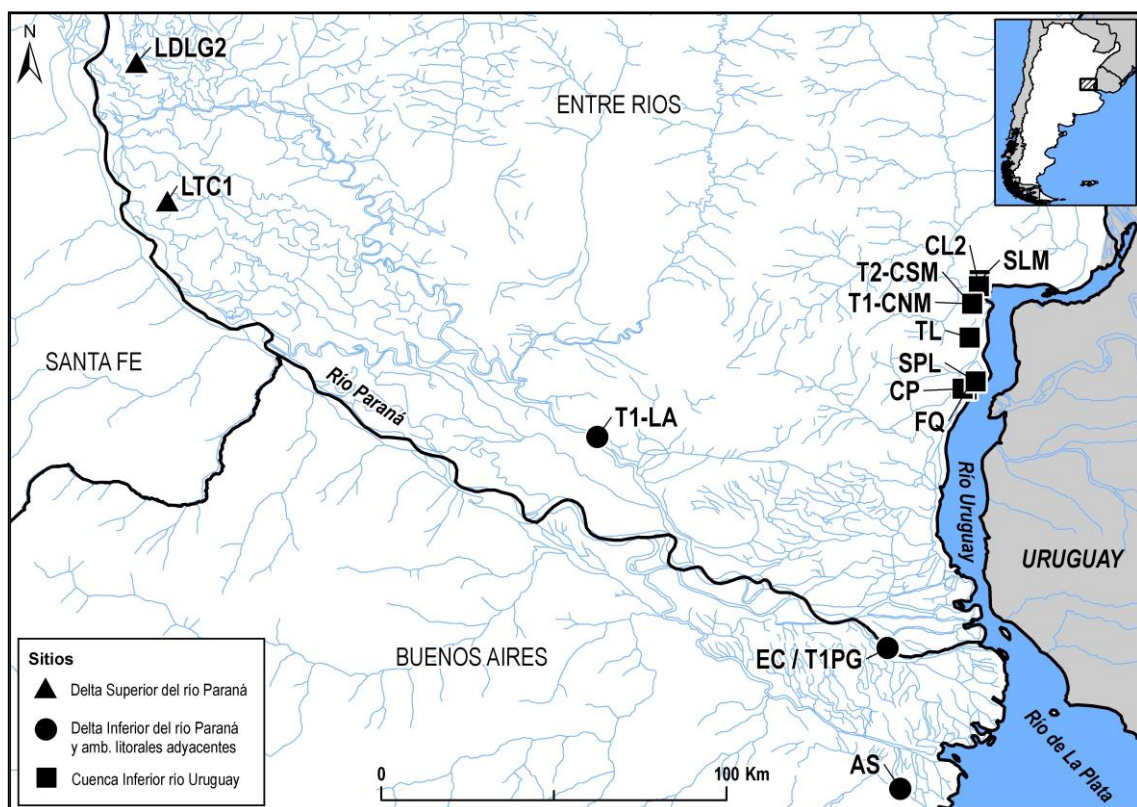 N
LDLG2
ENTRE RIOS
LTC1
CL2
SLM
T2-CSM
T1-CNM
TL
SANTA FE
SPL
CP
Río Paraná
T1-LA
FQ
Río Uruguay
URUGUAY
BUENOS AIRES
EC / T1PG
Sitios
Delta Superior del río Paraná
Delta Inferior del río Paraná
y amb. litorales adyacentes
Cuenca Inferior río Uruguay
0
100 Km
AS
Río de La Plata